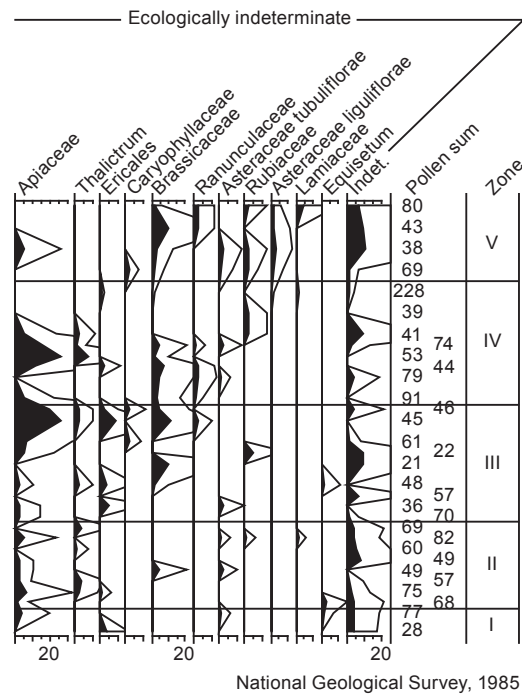 Ecologically indeterminate
Apiaceae
Thalictrum
Ericales
Caryophyllaceae
Brassicaceae
Ranunculaceae
Asteraceae tubuliflorae
Rubiaceae
Asteraceae liguliflorae
Lamiaceae
Equisetum
Indet.
Pollen sum
Zone
80
43
38
69
V
228
39
41
74
53
44
79
91
IV
46
45
61
22
21
48
57
36
70
III
69
82
60
49
49
57
75
68
II
77
28
I
20
20
20
National Geological Survey, 1985